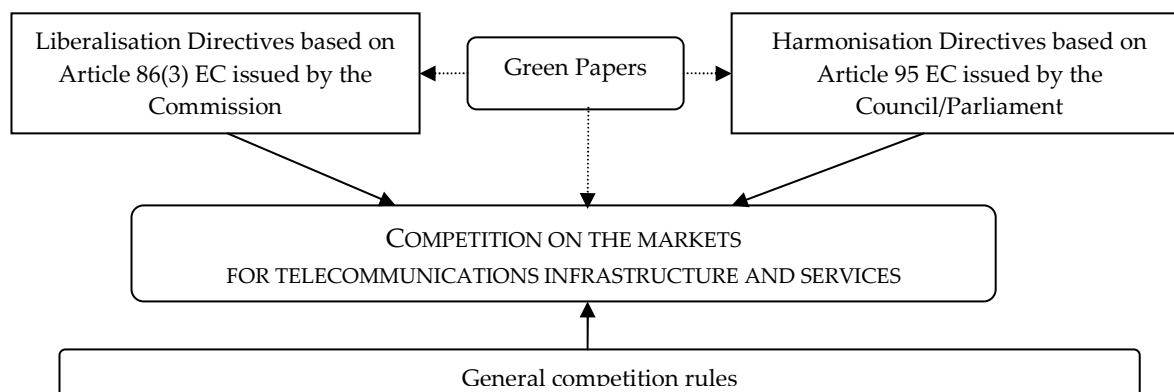 Liberalisation Directives based on
Article 86(3) EC issued by the
Commission
Green Papers
Harmonisation Directives based on
Article 95 EC issued by the
Council/Parliament
COMPETITION ON THE MARKETS
FOR TELECOMMUNICATIONS INFRASTRUCTURE AND SERVICES
General competition rules